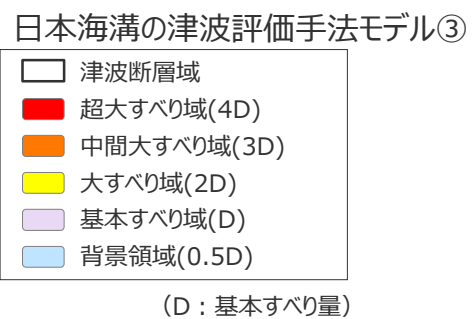 日本海溝の津波評価手法モデル③
津波断層域
超大すべり域(4D)
中間大すべり域(3D)
大すべり域(2D)
基本すべり域(D)
背景領域(0.5D)
（D：基本すべり量）